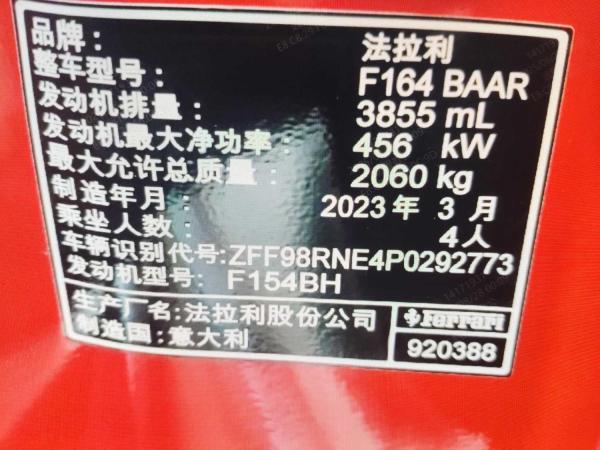 品牌: 法拉利
整车型号: F164 BAAR
发动机排量: 3855 mL
发动机最大净功率: 456 kW
最大允许总质量: 2060 kg
制造年月: 2023 年 3 月
乘坐人数: 4人
车辆识别代号:ZFF98RNE4P0292773
发动机型号: F154BH
生产厂名:法拉利股份公司
制造国:意大利
Ferrari
920388